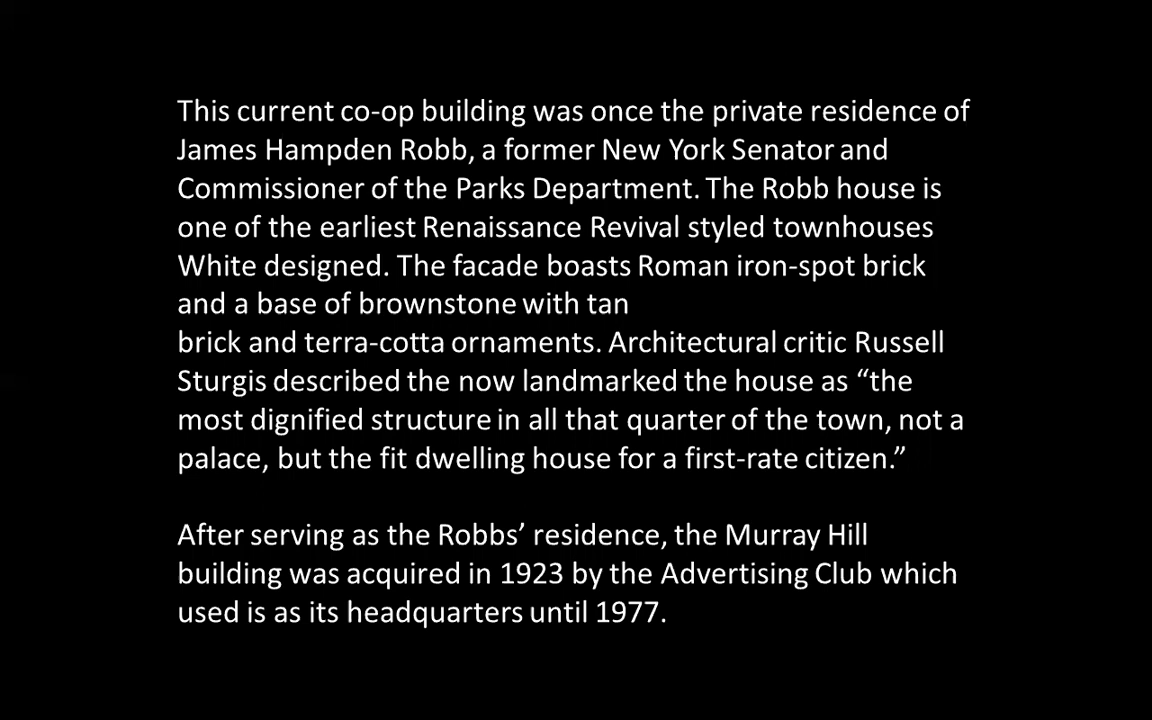 This current co-op building was once the private residence of
James Hampden Robb, a former New York Senator and
Commissioner of the Parks Department. The Robb house is
one of the earliest Renaissance Revival styled townhouses
White designed. The facade boasts Roman iron-spot brick
and a base of brownstone with tan
brick and terra-cotta ornaments. Architectural critic Russell
Sturgis described the now landmarked the house as “the
most dignified structure in all that quarter of the town, not a
palace, but the fit dwelling house for a first-rate citizen.”
After serving as the Robbs’ residence, the Murray Hill
building was acquired in 1923 by the Advertising Club which
used is as its headquarters until 1977.